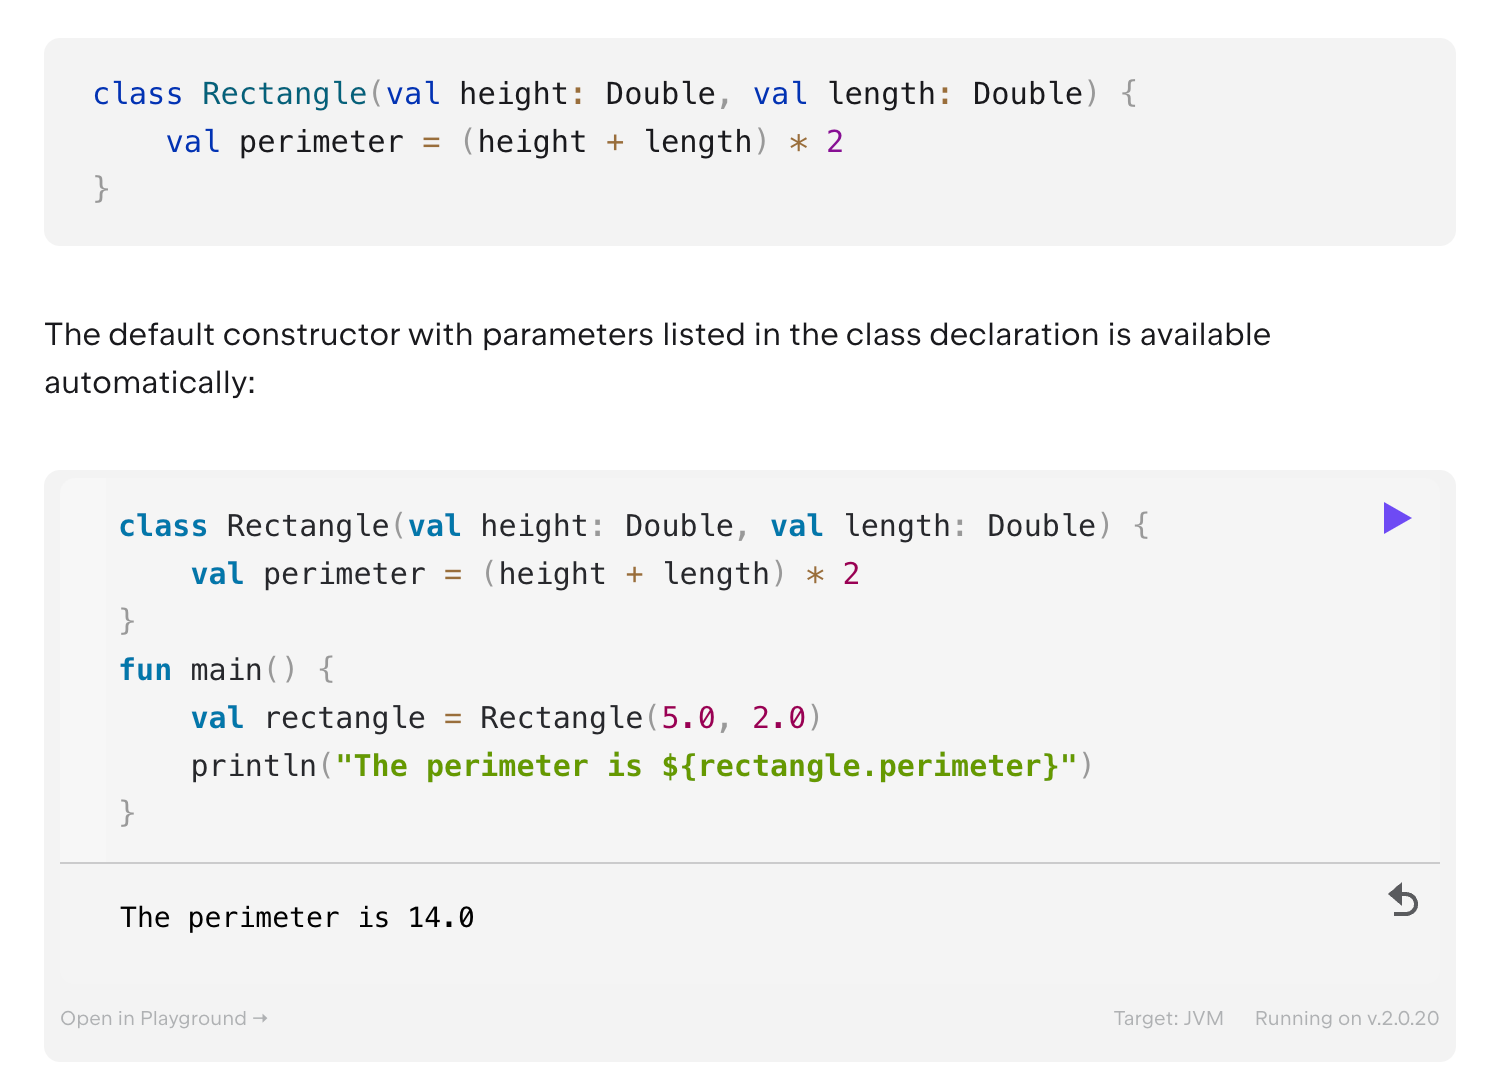 class Rectangle(val height: Double, val length: Double) {
    val perimeter = (height + length) * 2
}
The default constructor with parameters listed in the class declaration is available
automatically:
class Rectangle(val height: Double, val length: Double) {
    val perimeter = (height + length) * 2
}
fun main() {
    val rectangle = Rectangle(5.0, 2.0)
    println("The perimeter is ${rectangle.perimeter}")
}
The perimeter is 14.0
Open in Playground →
Target: JVM Running on v.2.0.20